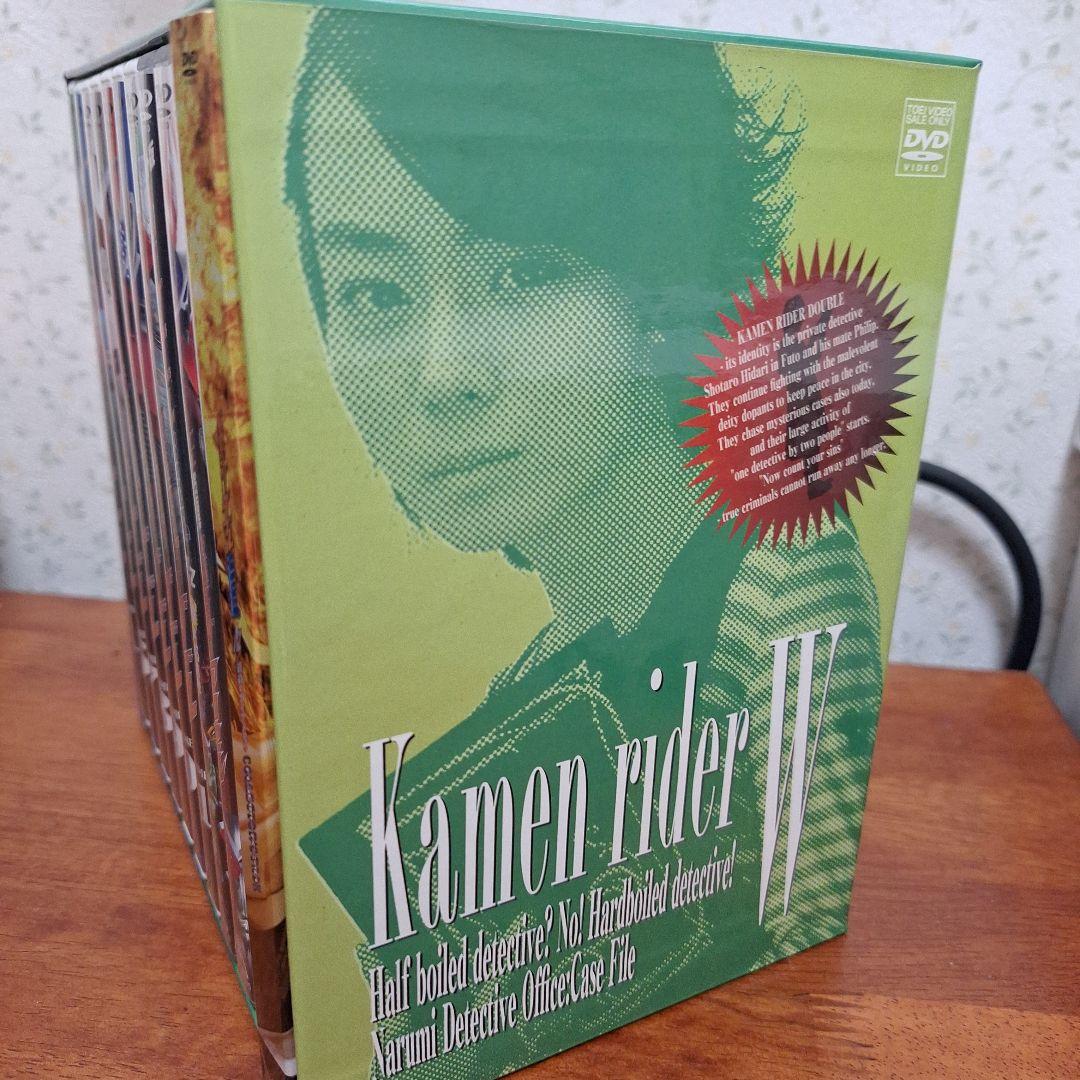 TOEI VIDEO
SALE ONLY
DVD
VIDEO
KAMEN RIDER DOUBLE
- its identity is the private detective
Shotaro Hidari in Futo and his mate Philip.
They continue fighting with the malevolent
deity dopants to keep peace in the city.
They chase mysterious cases also today,
and their large activity of
"one detective by two people" starts.
"Now count your sins"
- true criminals cannot run away any longer.
Kamen rider W
Half boiled detective? No! Hardboiled detective!
Narumi Detective Office:Case File